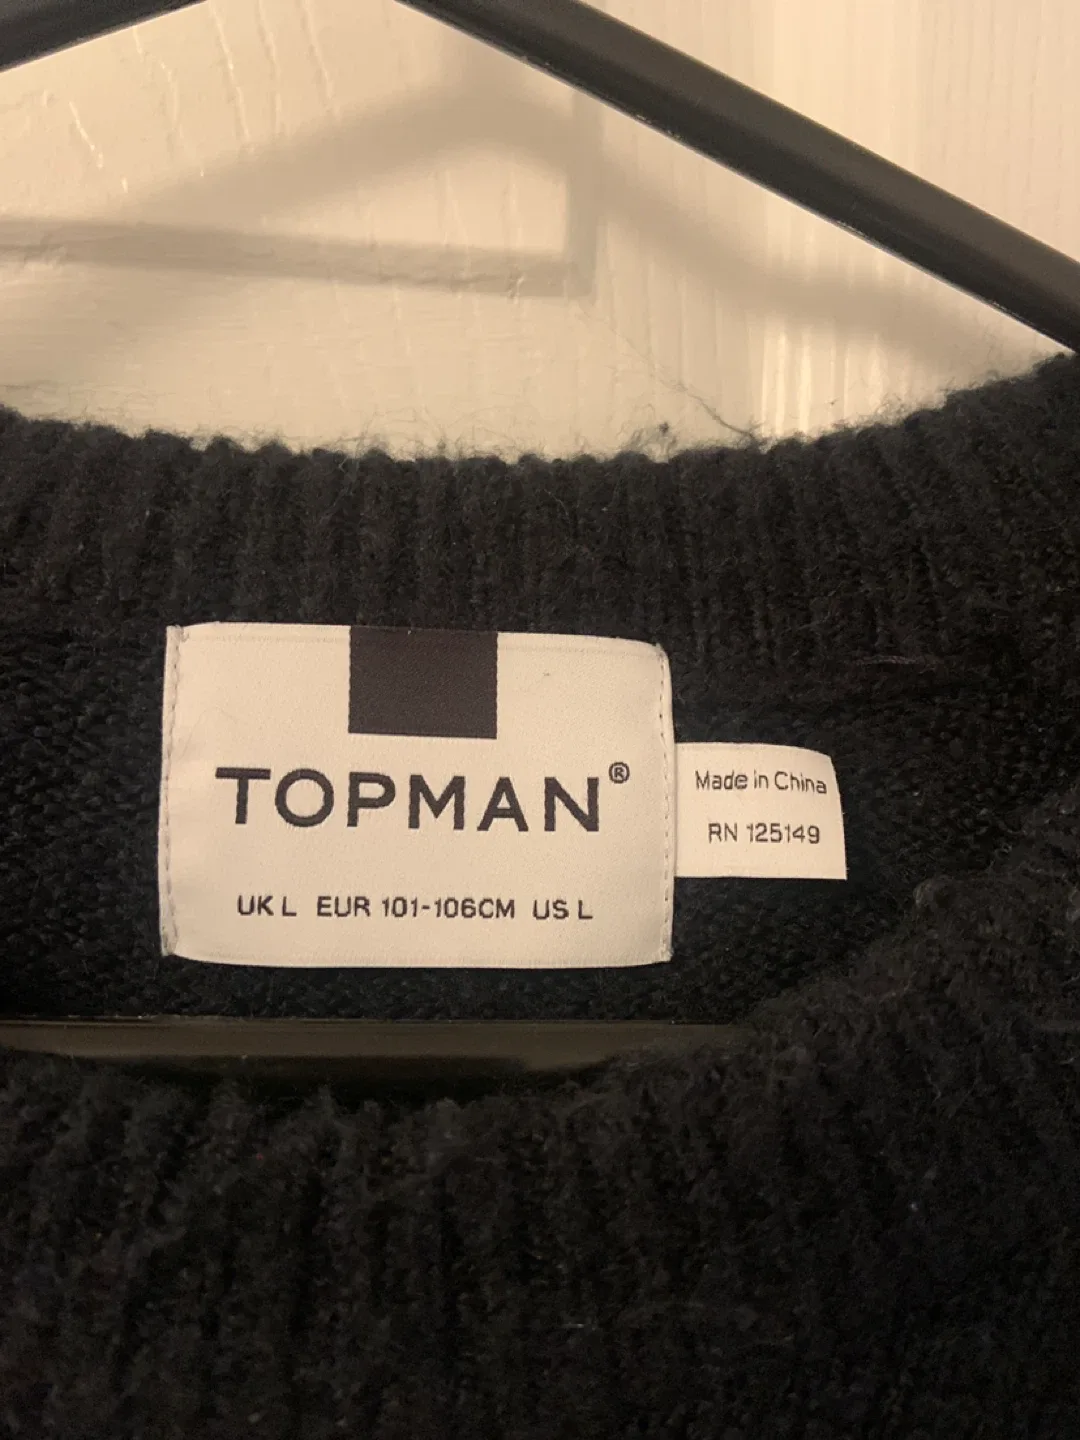 TOPMAN®
UK L EUR 101-106CM US L
Made in China
RN 125149